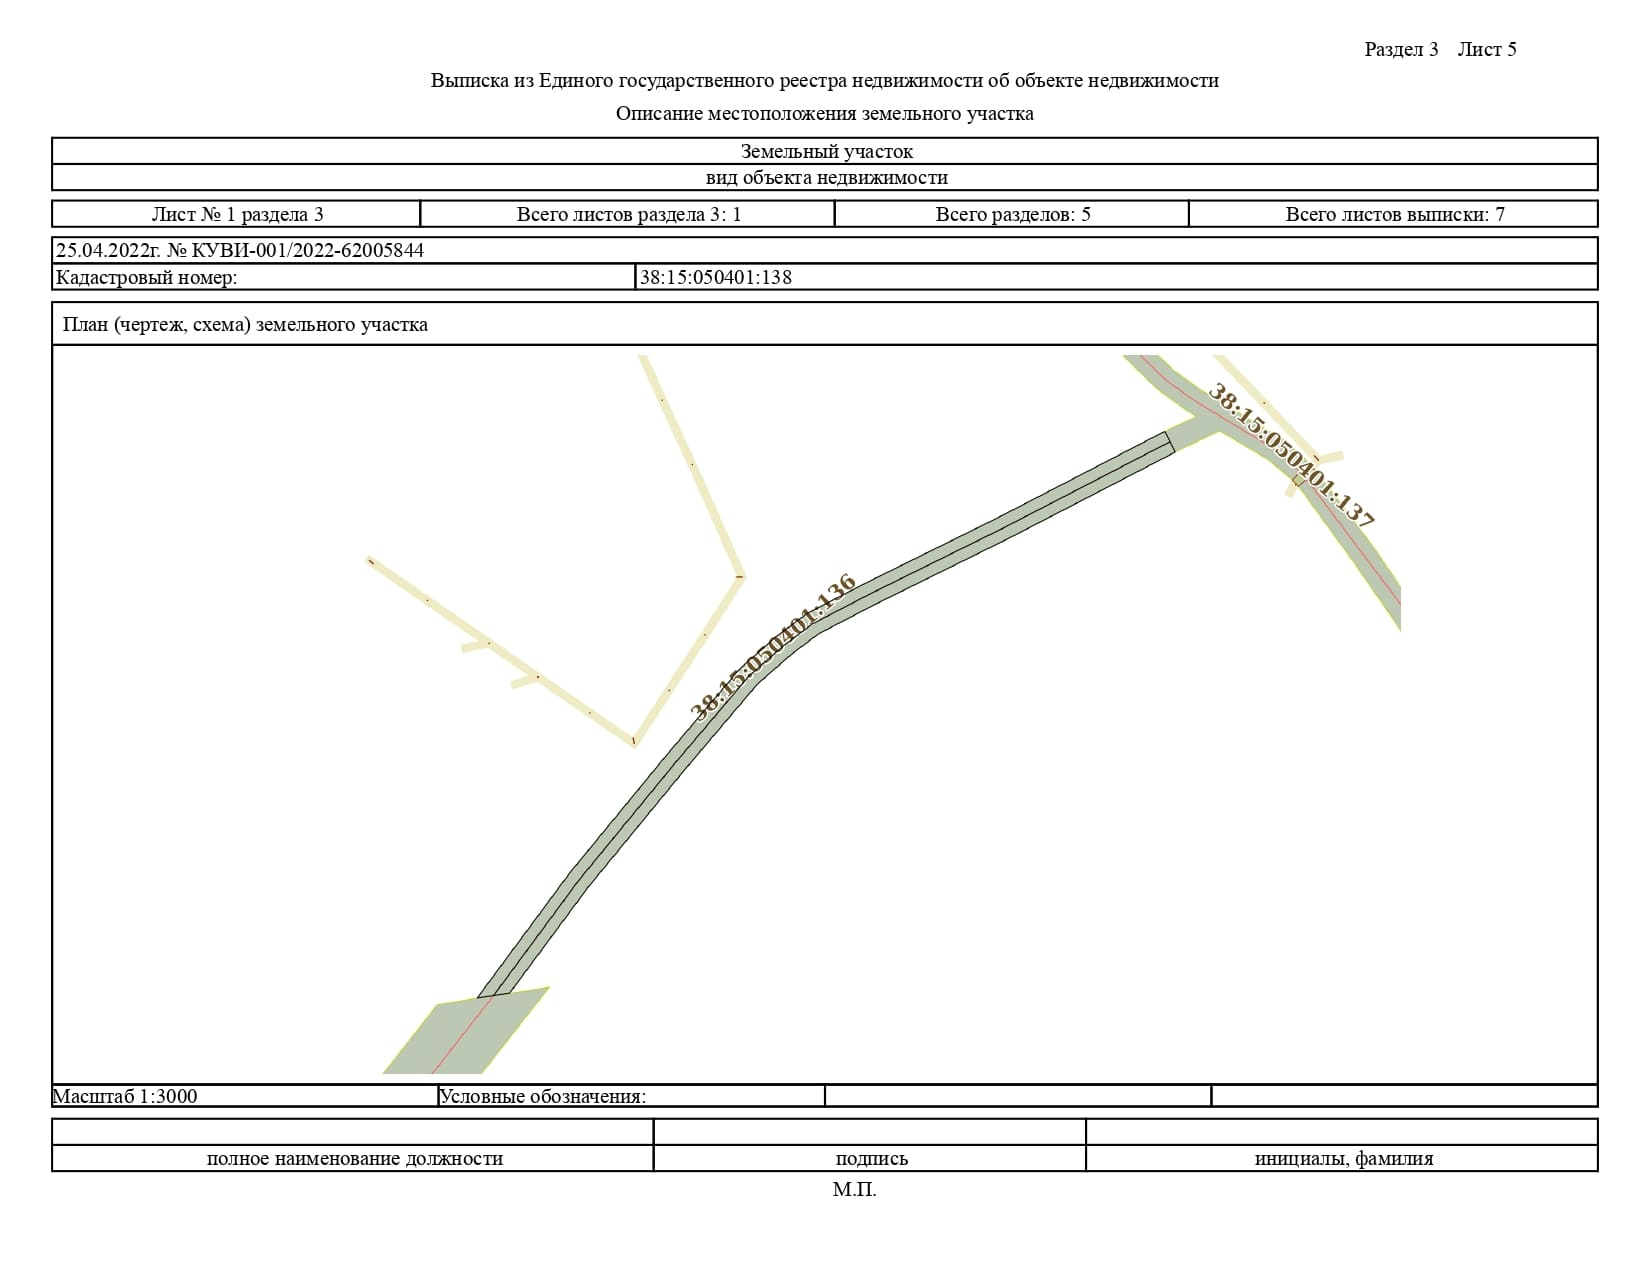 Раздел 3 Лист 5
Выписка из Единого государственного реестра недвижимости об объекте недвижимости
Описание местоположения земельного участка
Земельный участок
вид объекта недвижимости
Лист № 1 раздела 3 Всего листов раздела 3: 1 Всего разделов: 5 Всего листов выписки: 7
25.04.2022г. № КУВИ-001/2022-62005844
Кадастровый номер: 38:15:050401:138
План (чертеж, схема) земельного участка
38:15:050401:137
38:15:050401:136
Масштаб 1:3000 Условные обозначения:
полное наименование должности подпись инициалы, фамилия
М.П.